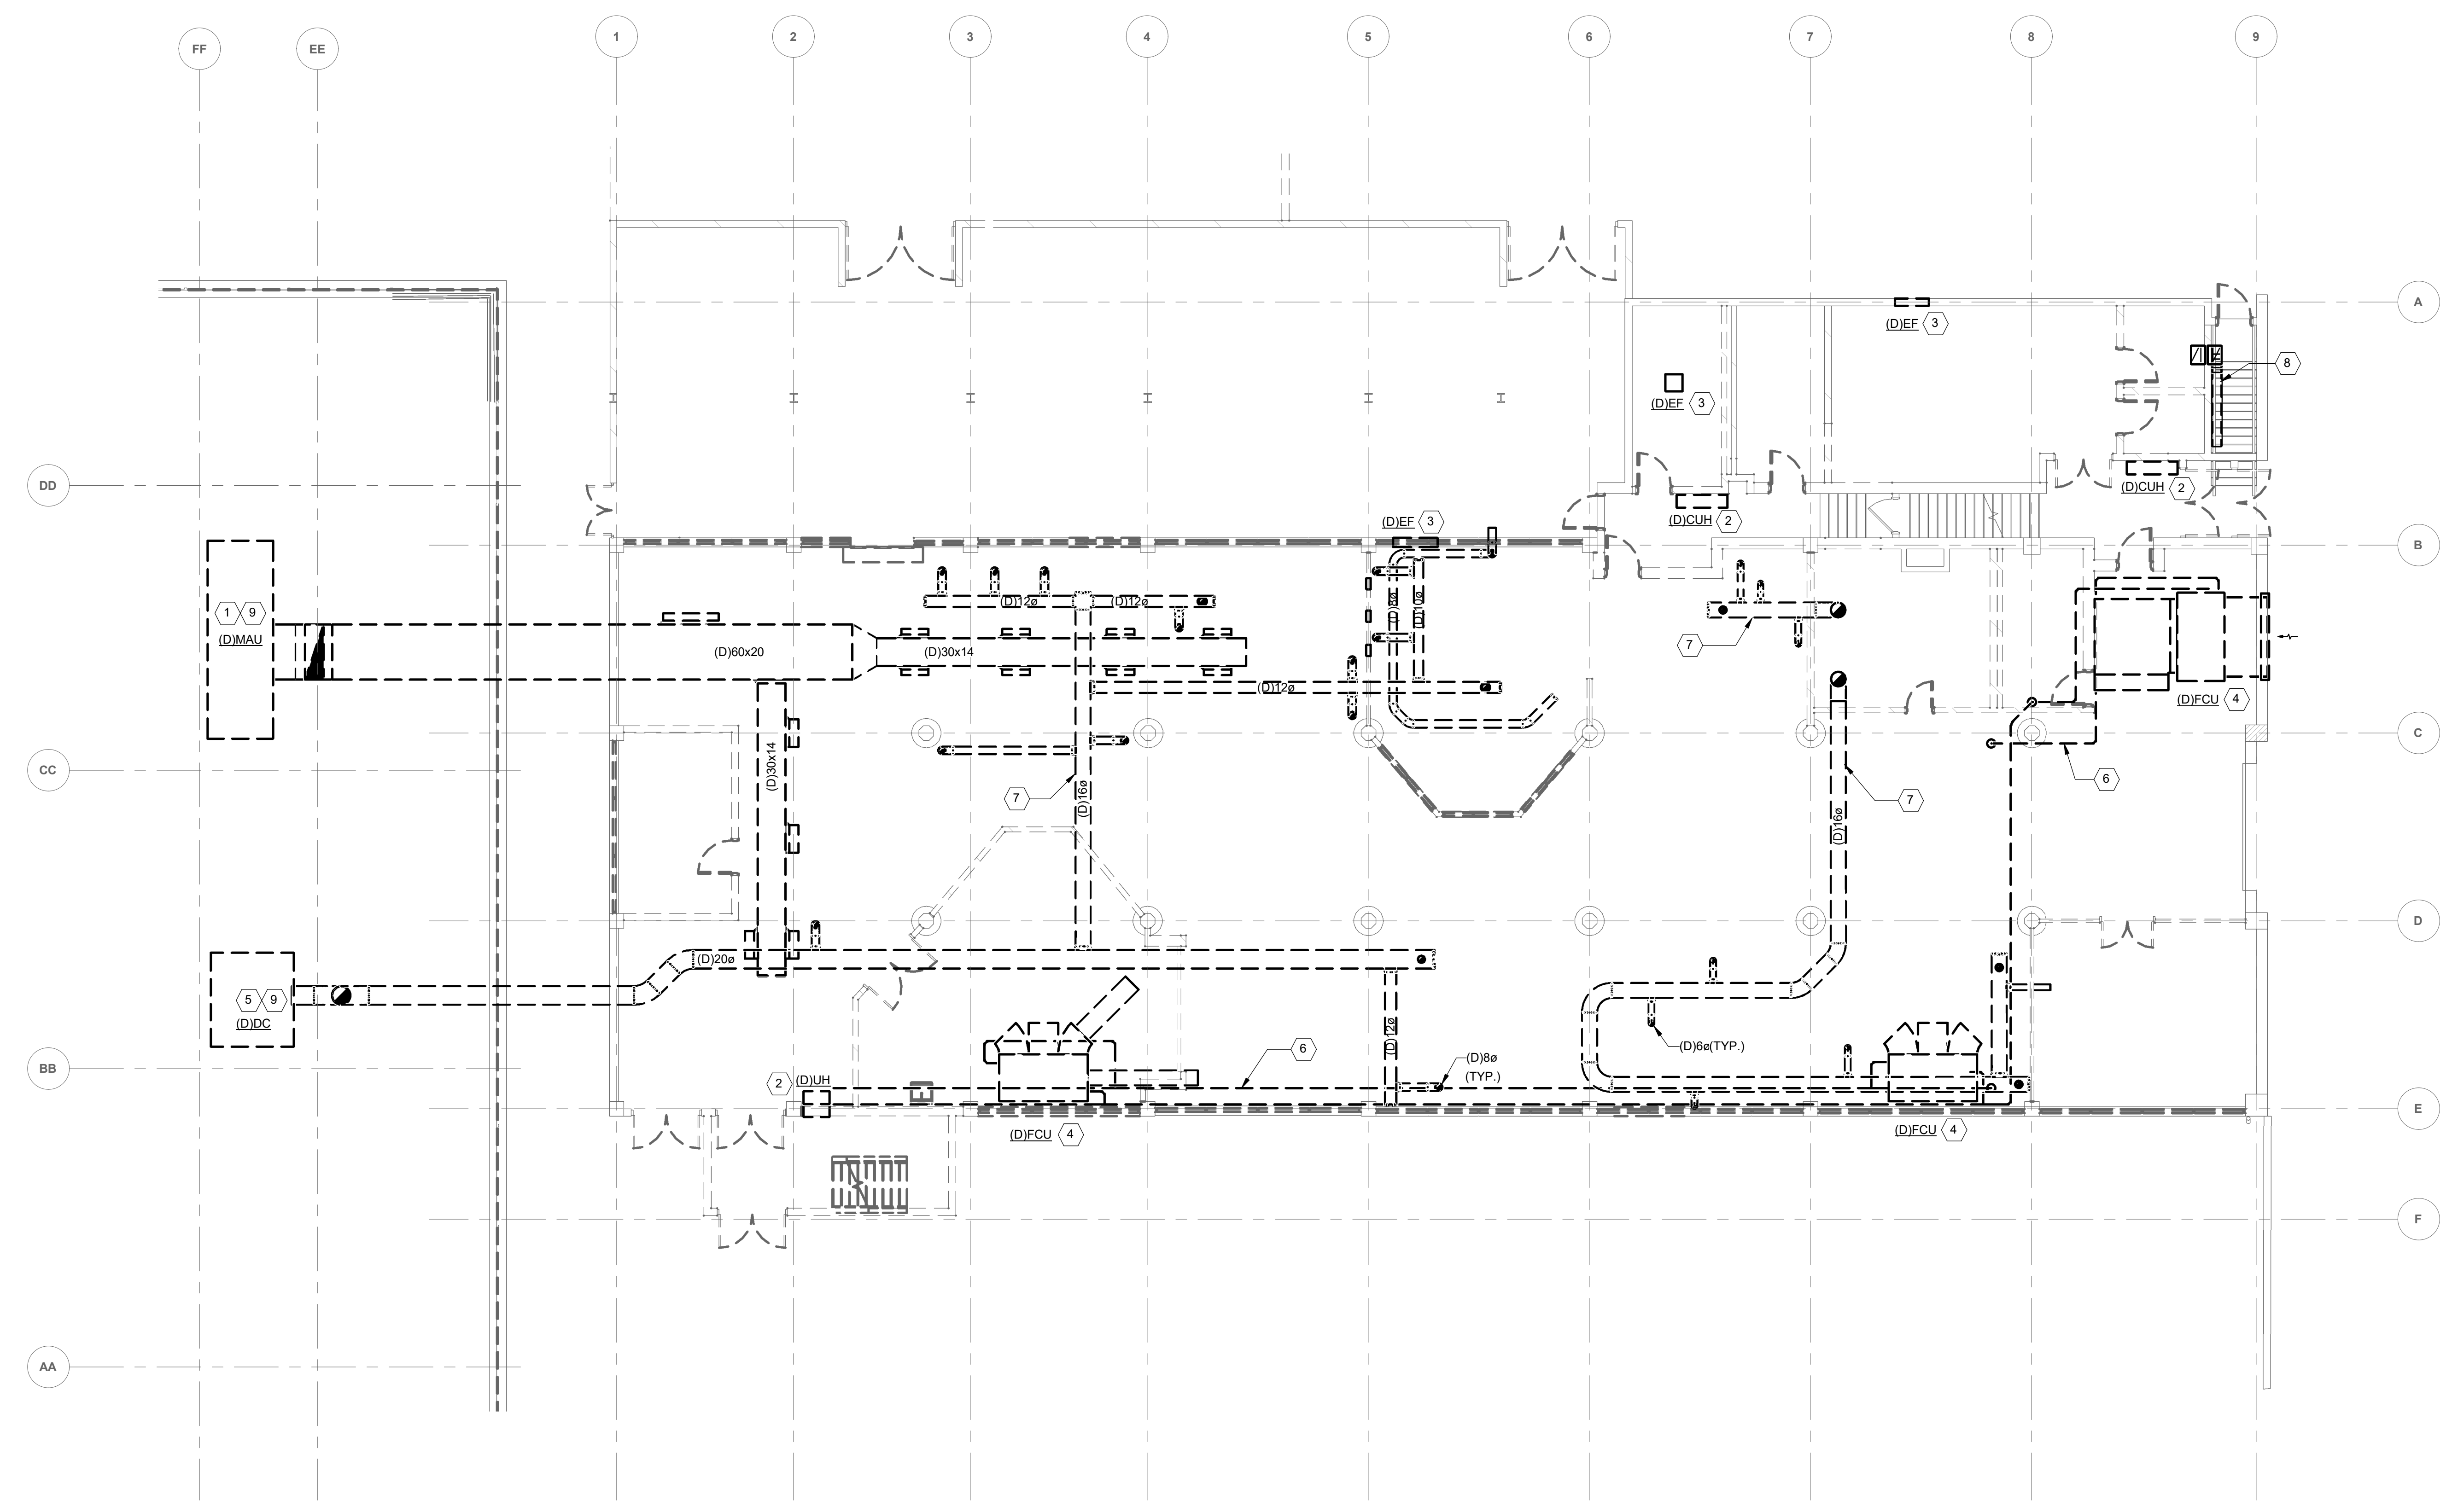 FF
EE
1
2
3
4
5
6
7
8
9
A
(D)EF 3
8
(D)EF 3
DD
(D)CUH 2
(D)CUH 2
(D)EF 3
B
(D)12ø
(D)12ø
(D)8ø
(D)10ø
1 9
(D)MAU
7
(D)60x20
(D)30x14
(D)12ø
(D)FCU 4
C
(D)30x14
CC
6
7
(D)16ø
7
(D)16ø
D
(D)20ø
5 9
(D)DC
(D)12ø
6
(D)6ø(TYP.)
(D)8ø
(TYP.)
BB
2 (D)UH
E
(D)FCU 4
(D)FCU 4
F
AA